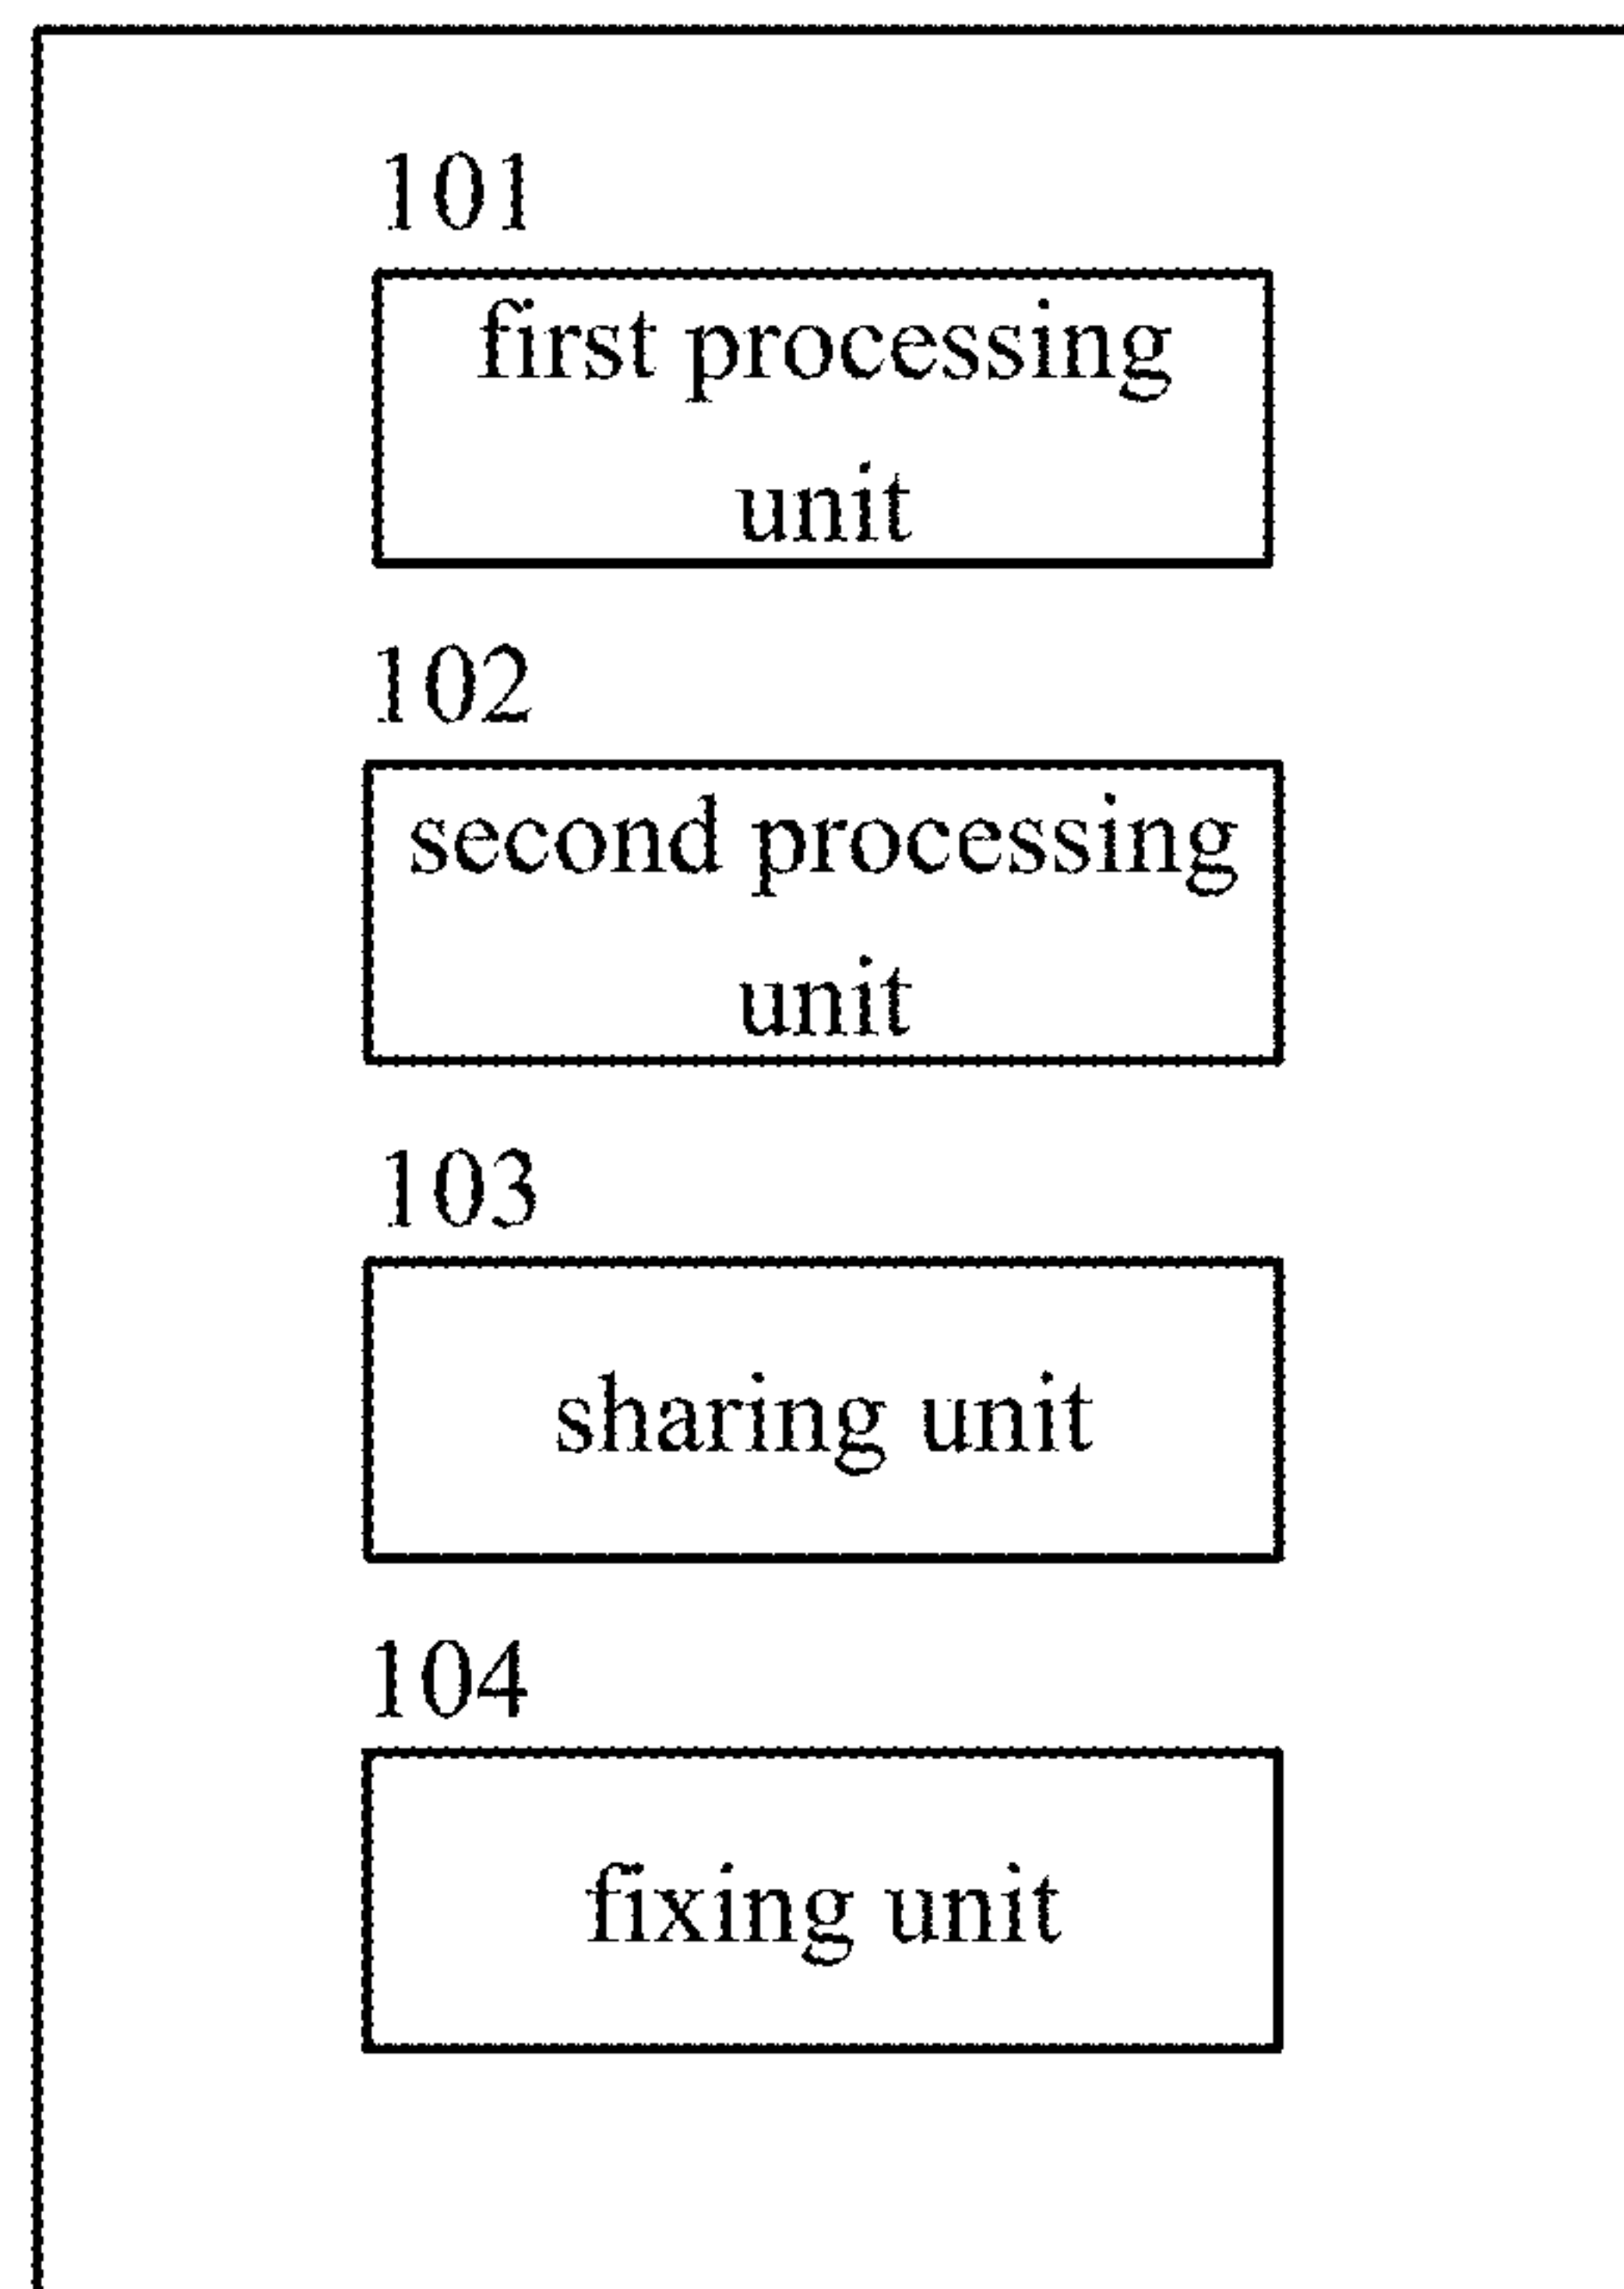 101
first processing
unit
102
second processing
unit
103
sharing unit
104
fixing unit